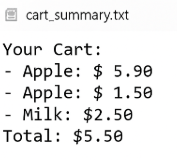 cart_summary.txt
Your Cart:
- Apple: $ 5.90
- Apple: $ 1.50
- Milk: $2.50
Total: $5.50